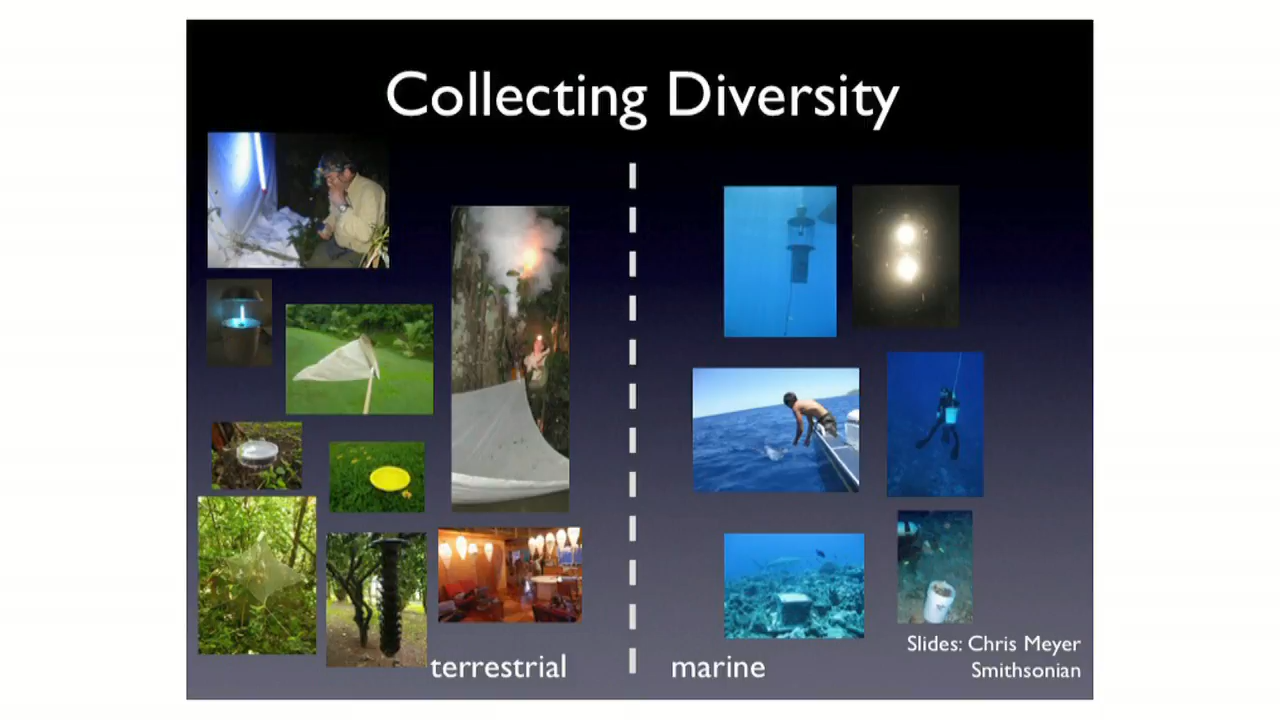 Collecting Diversity
terrestrial
marine
Slides: Chris Meyer
Smithsonian